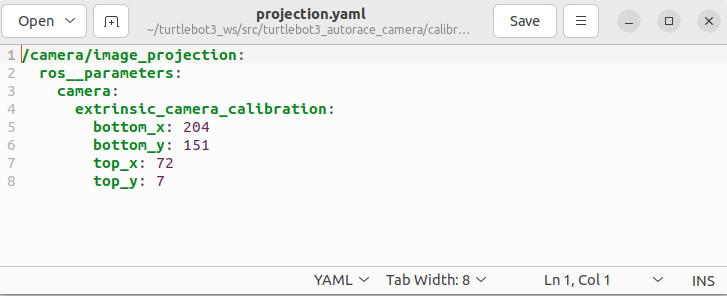 Open
projection.yaml
~/turtlebot3_ws/src/turtlebot3_autorace_camera/calibr…
Save
1 /camera/image_projection:
2   ros__parameters:
3     camera:
4       extrinsic_camera_calibration:
5         bottom_x: 204
6         bottom_y: 151
7         top_x: 72
8         top_y: 7
YAML Tab Width: 8 Ln 1, Col 1 INS